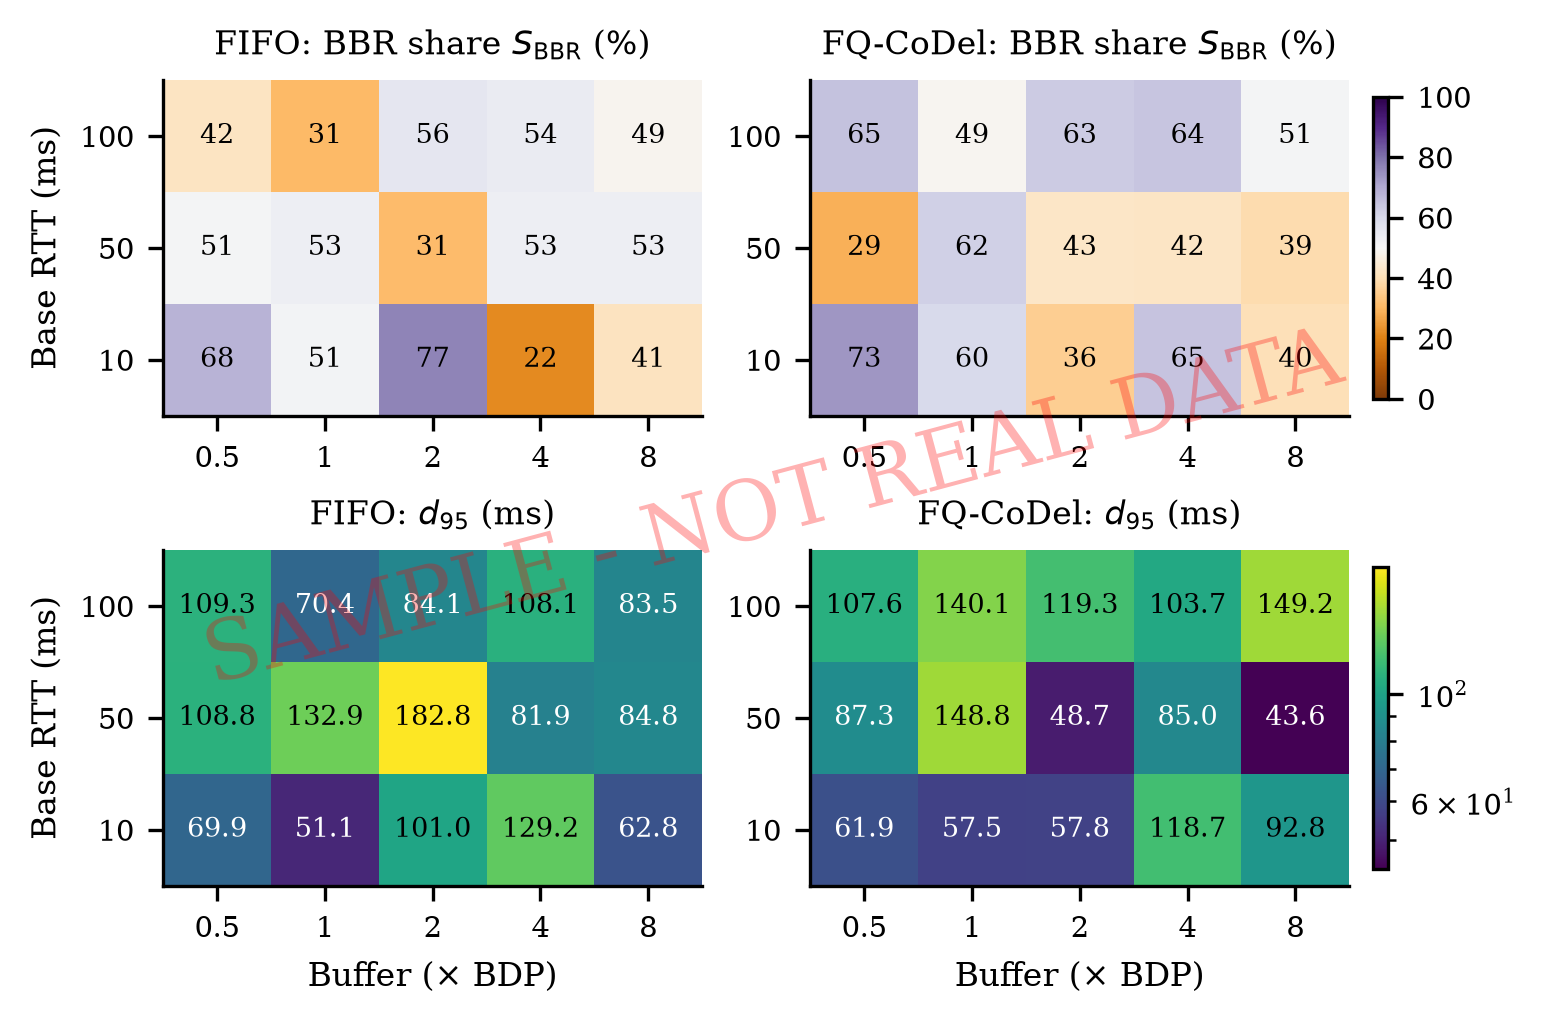 FIFO: BBR share S_BBR (%)
FQ-CoDel: BBR share S_BBR (%)
Base RTT (ms)
100
42 31 56 54 49
50
51 53 31 53 53
10
68 51 77 22 41
0.5 1 2 4 8
100
65 49 63 64 51
50
29 62 43 42 39
10
73 60 36 65 40
0.5 1 2 4 8
100
80
60
40
20
0
SAMPLE - NOT REAL DATA
FIFO: d_95 (ms)
FQ-CoDel: d_95 (ms)
Base RTT (ms)
100
109.3 70.4 84.1 108.1 83.5
50
108.8 132.9 182.8 81.9 84.8
10
69.9 51.1 101.0 129.2 62.8
0.5 1 2 4 8
Buffer (× BDP)
100
107.6 140.1 119.3 103.7 149.2
50
87.3 148.8 48.7 85.0 43.6
10
61.9 57.5 57.8 118.7 92.8
0.5 1 2 4 8
Buffer (× BDP)
10²
6 × 10¹